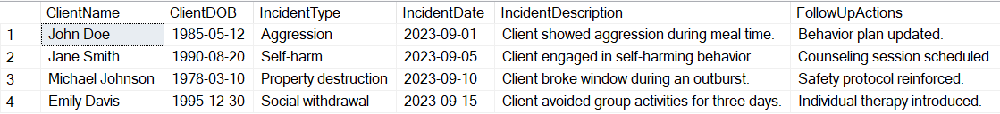 ClientName ClientDOB IncidentType IncidentDate IncidentDescription FollowUpActions
1 John Doe 1985-05-12 Aggression 2023-09-01 Client showed aggression during meal time. Behavior plan updated.
2 Jane Smith 1990-08-20 Self-harm 2023-09-05 Client engaged in self-harming behavior. Counseling session scheduled.
3 Michael Johnson 1978-03-10 Property destruction 2023-09-10 Client broke window during an outburst. Safety protocol reinforced.
4 Emily Davis 1995-12-30 Social withdrawal 2023-09-15 Client avoided group activities for three days. Individual therapy introduced.